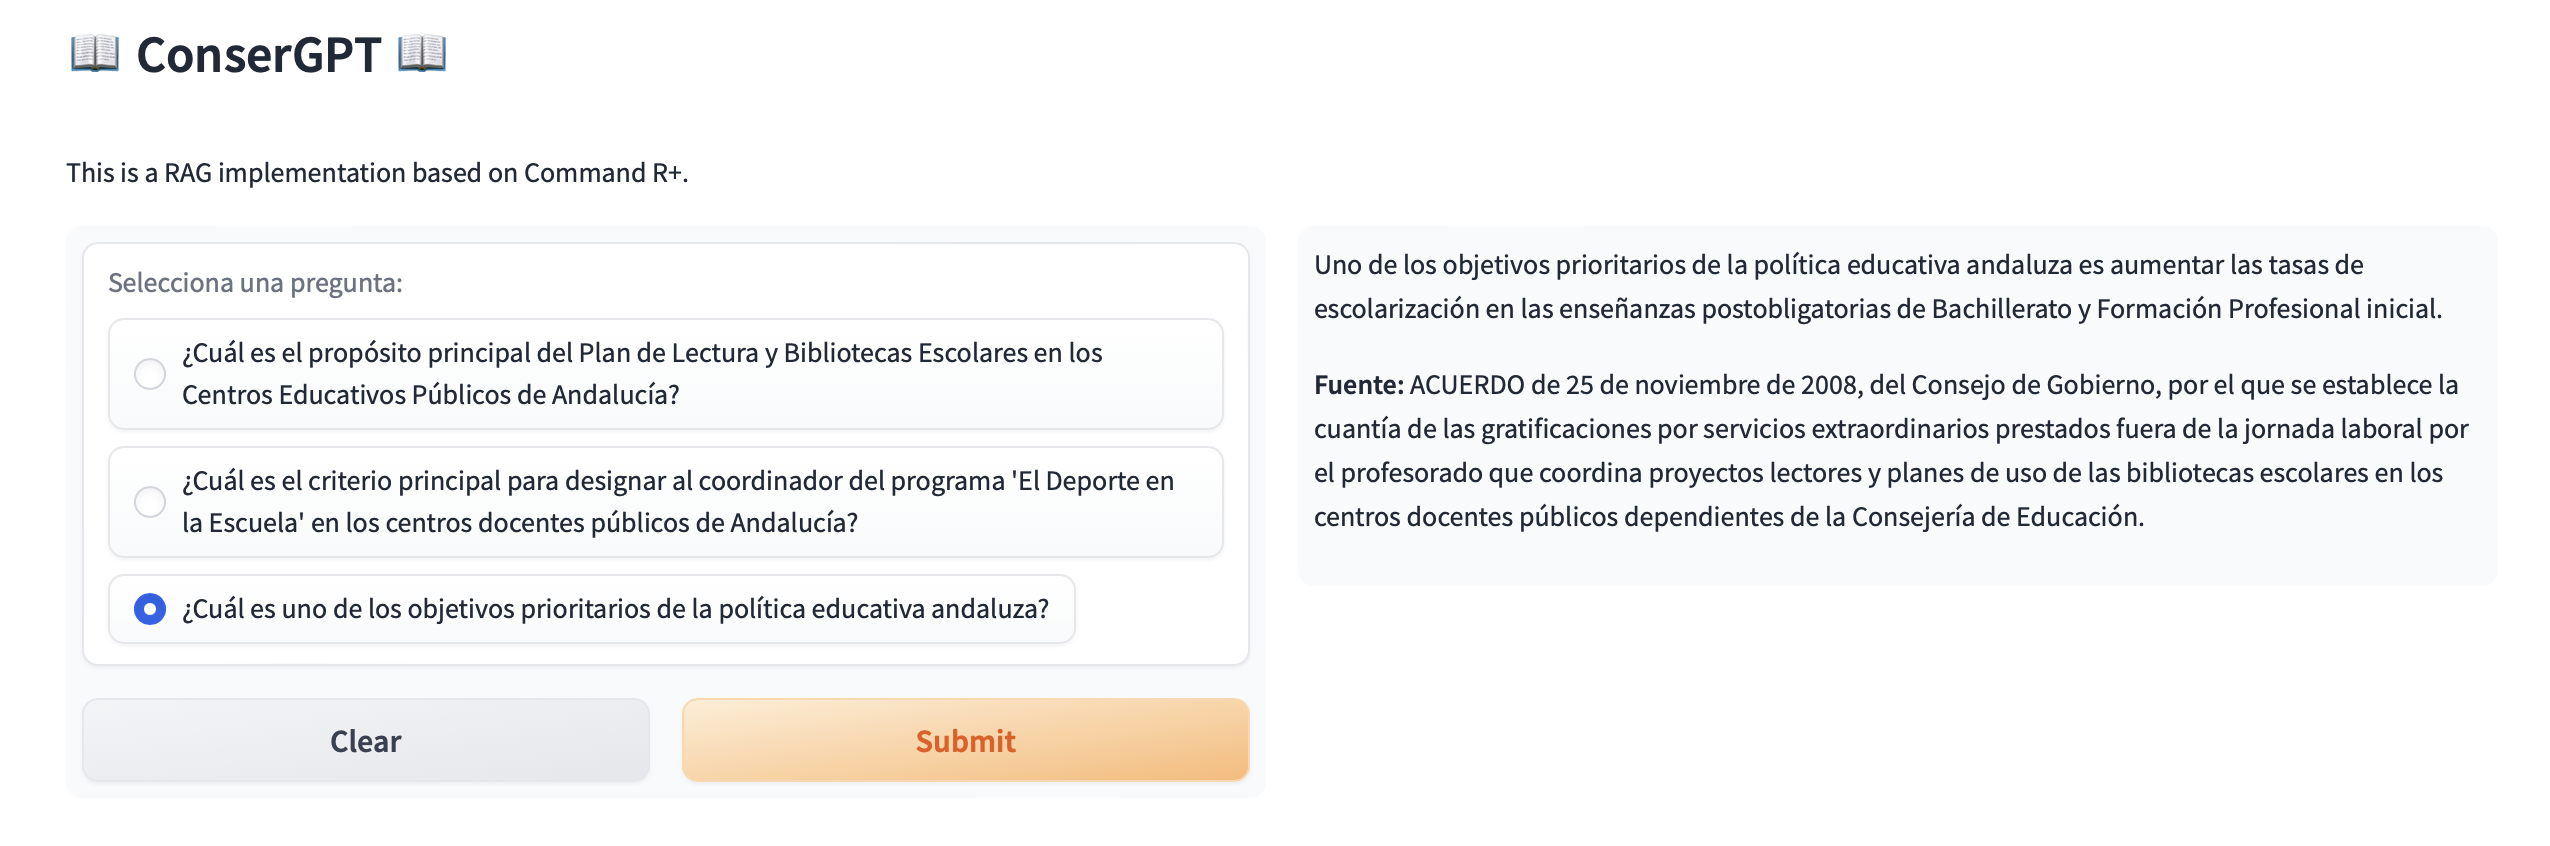 📖 ConserGPT 📖
This is a RAG implementation based on Command R+.
Selecciona una pregunta:
¿Cuál es el propósito principal del Plan de Lectura y Bibliotecas Escolares en los
Centros Educativos Públicos de Andalucía?
¿Cuál es el criterio principal para designar al coordinador del programa 'El Deporte en
la Escuela' en los centros docentes públicos de Andalucía?
¿Cuál es uno de los objetivos prioritarios de la política educativa andaluza?
Clear
Submit
Uno de los objetivos prioritarios de la política educativa andaluza es aumentar las tasas de
escolarización en las enseñanzas postobligatorias de Bachillerato y Formación Profesional inicial.
Fuente: ACUERDO de 25 de noviembre de 2008, del Consejo de Gobierno, por el que se establece la
cuantía de las gratificaciones por servicios extraordinarios prestados fuera de la jornada laboral por
el profesorado que coordina proyectos lectores y planes de uso de las bibliotecas escolares en los
centros docentes públicos dependientes de la Consejería de Educación.